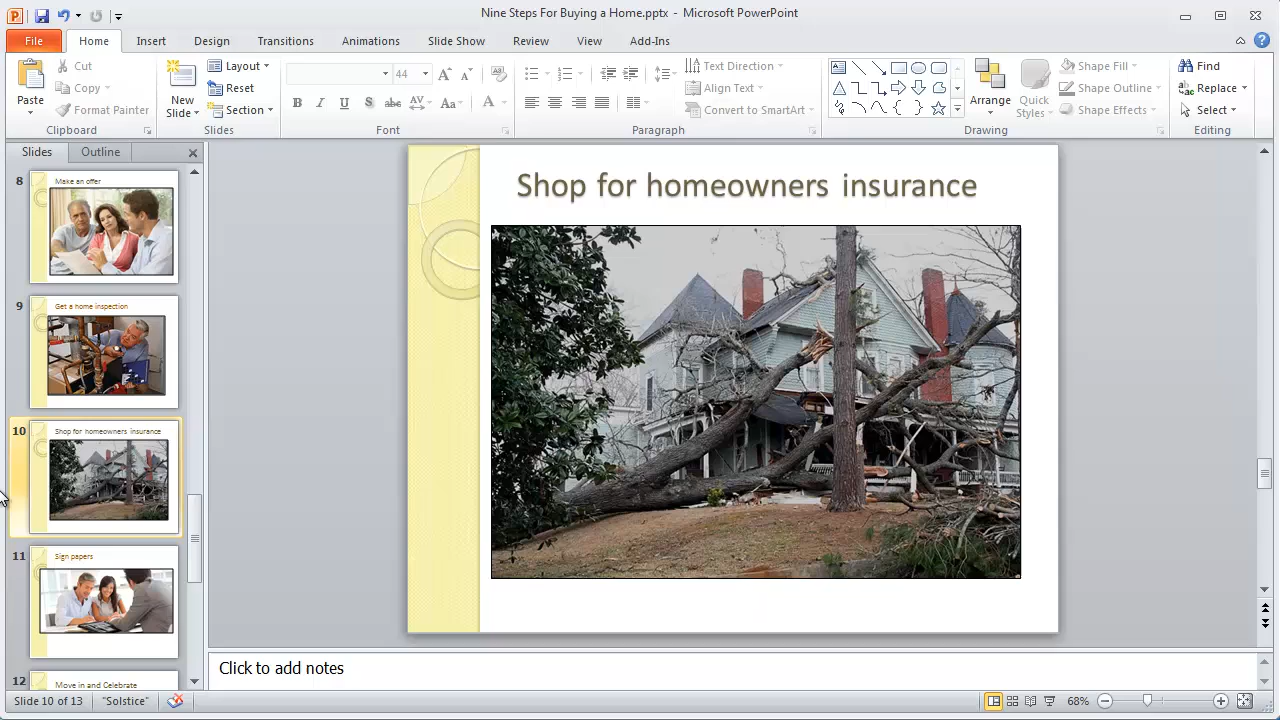 Nine Steps For Buying a Home.pptx - Microsoft PowerPoint
File Home Insert Design Transitions Animations Slide Show Review View Add-Ins
Paste
Cut
Copy
Format Painter
Clipboard
New Slide
Layout
Reset
Section
Slides
44
Font
Text Direction
Align Text
Convert to SmartArt
Paragraph
Arrange
Quick Styles
Shape Fill
Shape Outline
Shape Effects
Drawing
Find
Replace
Select
Editing
Slides Outline
8
Make an offer
9
Get a home inspection
10
Shop for homeowners insurance
11
Sign papers
12
Move in and Celebrate
Shop for homeowners insurance
Click to add notes
Slide 10 of 13 "Solstice" 68%